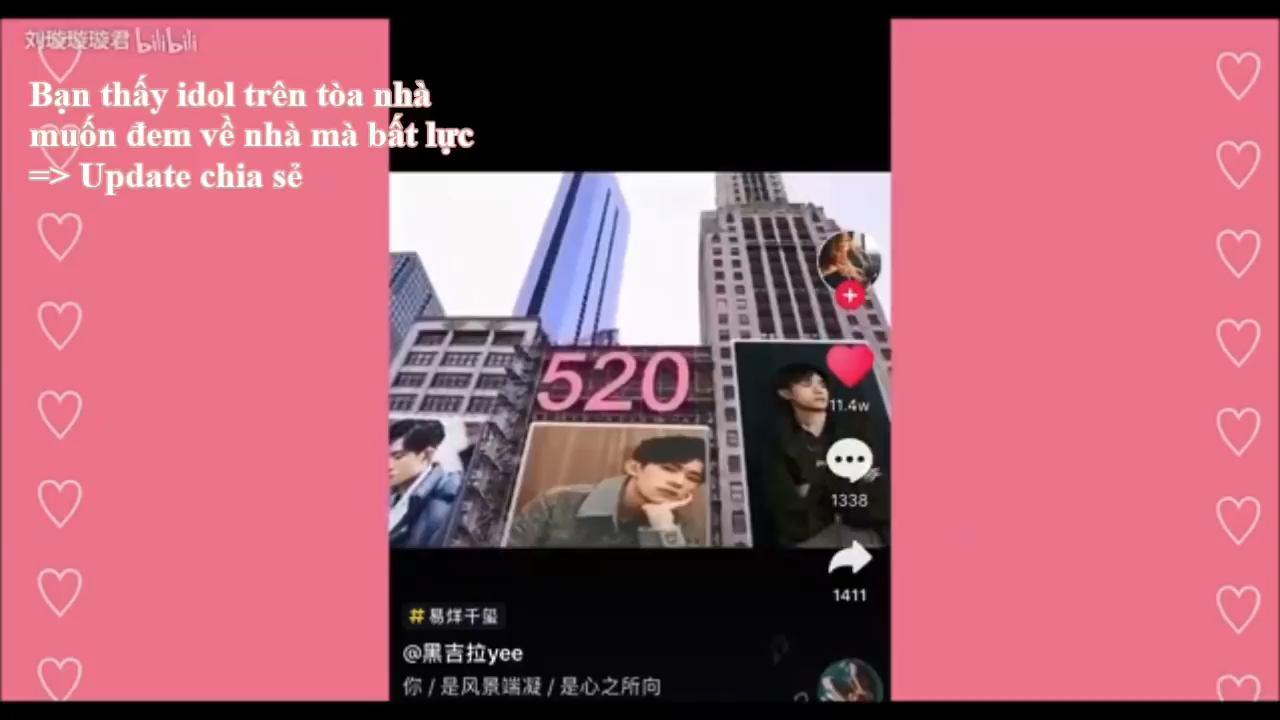 刘璇璇璇君 bilibili
Bạn thấy idol trên tòa nhà
muốn đem về nhà mà bất lực
=> Update chia sẻ
520
11.4w
1338
1411
#易烊千玺
@黑吉拉yee
你 / 是风景端凝 / 是心之所向